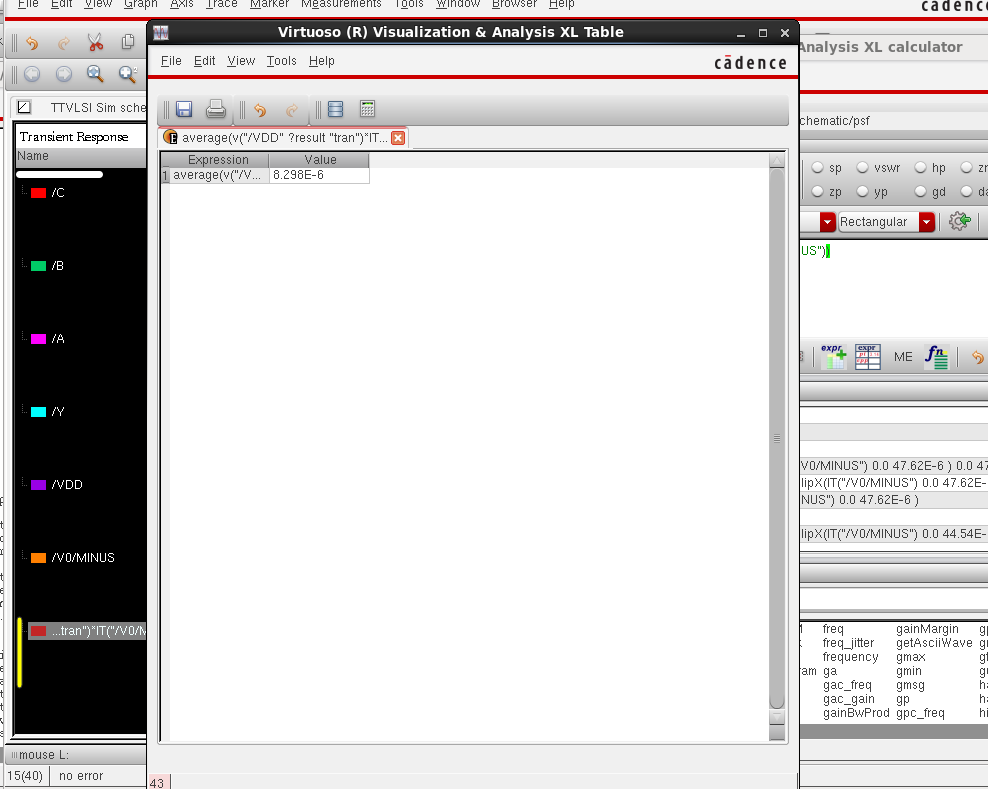 File Edit View Graph Axis Trace Marker Measurements Tools Window Browser Help
cādence
Virtuoso (R) Visualization & Analysis XL Table
Analysis XL calculator
File Edit View Tools Help
cādence
TTVLSI Sim sche
chematic/psf
Transient Response
average(v("/VDD" ?result "tran")*IT...
Name
Expression Value
1 average(v("/V... 8.298E-6
sp vswr hp
zp yp gd
Rectangular
US"))
/C
/B
/A
/Y
/VDD
/V0/MINUS
...tran")*IT("/V0/M
expr expr ME fn
V0/MINUS") 0.0 47.62E-6 ) 0.0 47
lipX(IT("/V0/MINUS") 0.0 47.62E-
NUS") 0.0 47.62E-6 )
lipX(IT("/V0/MINUS") 0.0 44.54E-
freq gainMargin
freq_jitter getAsciiWave
frequency gmax
ram ga gmin
gac_freq gmsg
gac_gain gp
gainBwProd gpc_freq
mouse L:
15(40) no error
43